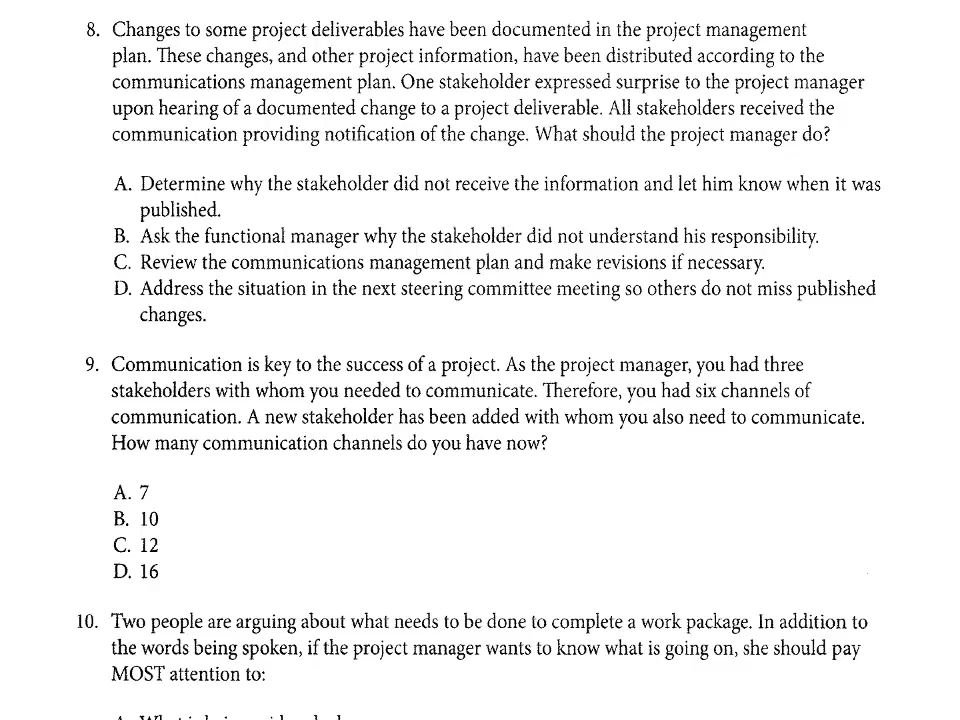 8. Changes to some project deliverables have been documented in the project management
plan. These changes, and other project information, have been distributed according to the
communications management plan. One stakeholder expressed surprise to the project manager
upon hearing of a documented change to a project deliverable. All stakeholders received the
communication providing notification of the change. What should the project manager do?
A. Determine why the stakeholder did not receive the information and let him know when it was
published.
B. Ask the functional manager why the stakeholder did not understand his responsibility.
C. Review the communications management plan and make revisions if necessary.
D. Address the situation in the next steering committee meeting so others do not miss published
changes.
9. Communication is key to the success of a project. As the project manager, you had three
stakeholders with whom you needed to communicate. Therefore, you had six channels of
communication. A new stakeholder has been added with whom you also need to communicate.
How many communication channels do you have now?
A. 7
B. 10
C. 12
D. 16
10. Two people are arguing about what needs to be done to complete a work package. In addition to
the words being spoken, if the project manager wants to know what is going on, she should pay
MOST attention to: